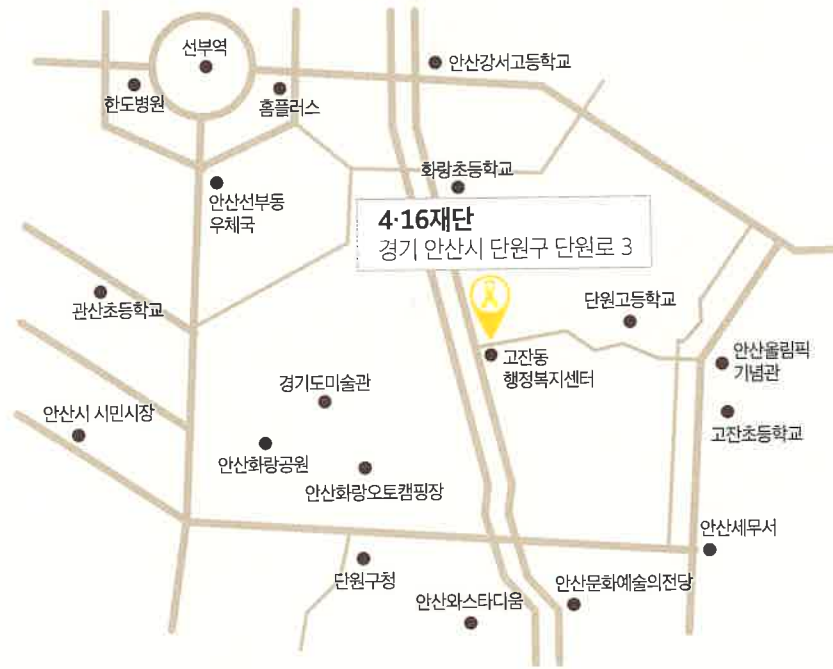 선부역
안산강서고등학교
한도병원
홈플러스
화랑초등학교
안산선부동
우체국
4·16재단
경기 안산시 단원구 단원로 3
관산초등학교
단원고등학교
고잔동
행정복지센터
안산올림픽
기념관
경기도미술관
안산시 시민시장
고잔초등학교
안산화랑공원
안산화랑오토캠핑장
안산세무서
단원구청
안산와스타디움
안산문화예술의전당